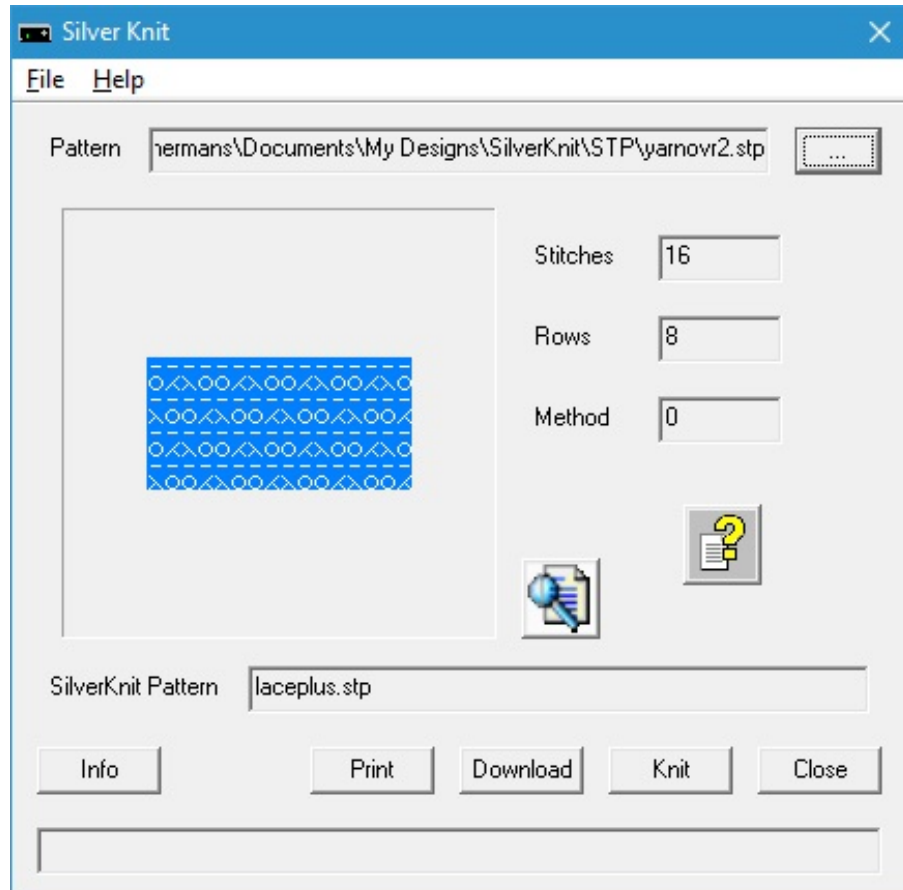 Silver Knit
File Help
Pattern hermans\Documents\My Designs\SilverKnit\STP\yarnovr2.stp ...
Stitches 16
Rows 8
Method 0
SilverKnit Pattern laceplus.stp
Info Print Download Knit Close